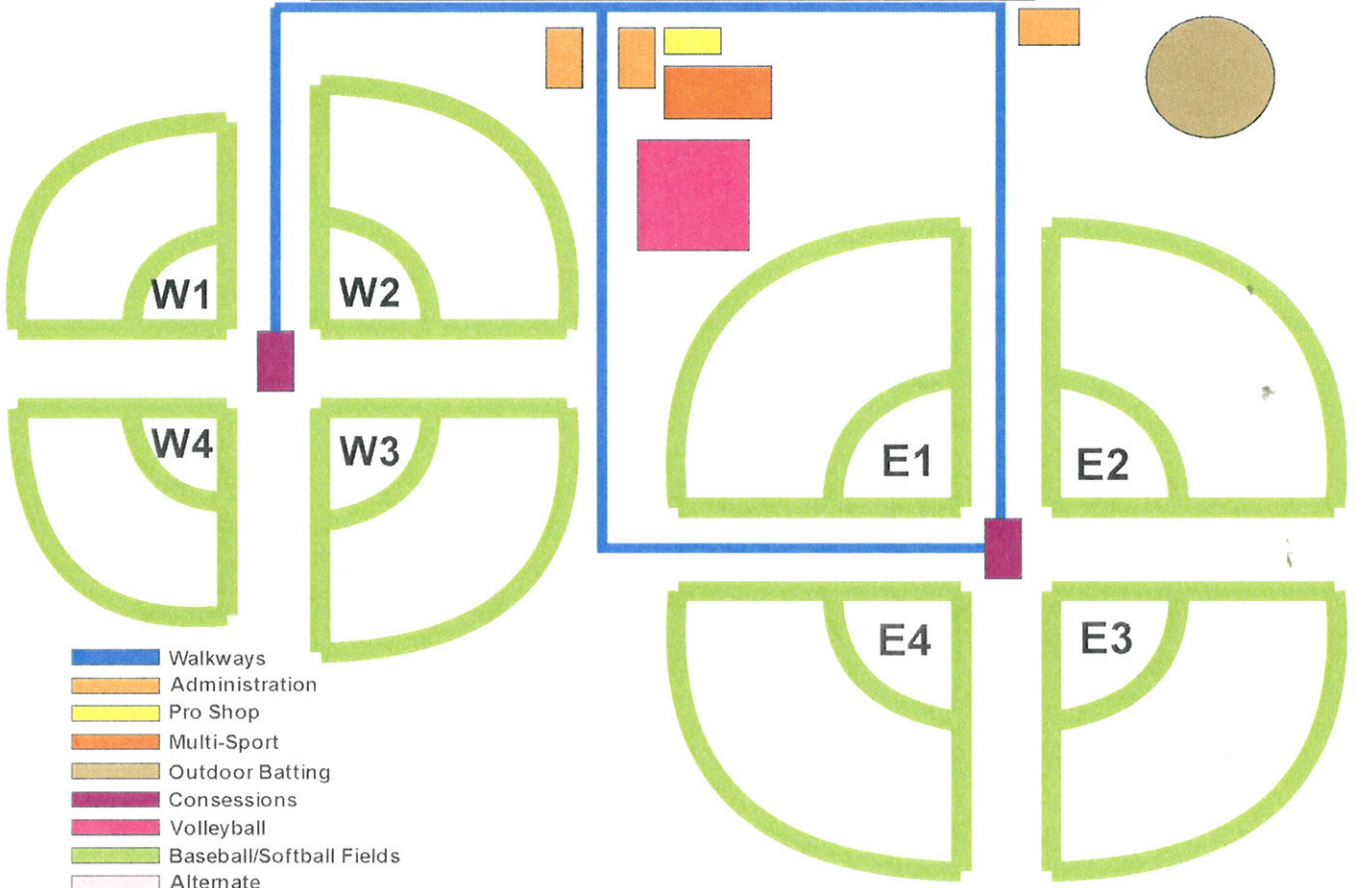 W1
W2
W4
W3
E1
E2
E4
E3
Walkways
Administration
Pro Shop
Multi-Sport
Outdoor Batting
Consessions
Volleyball
Baseball/Softball Fields
Alternate